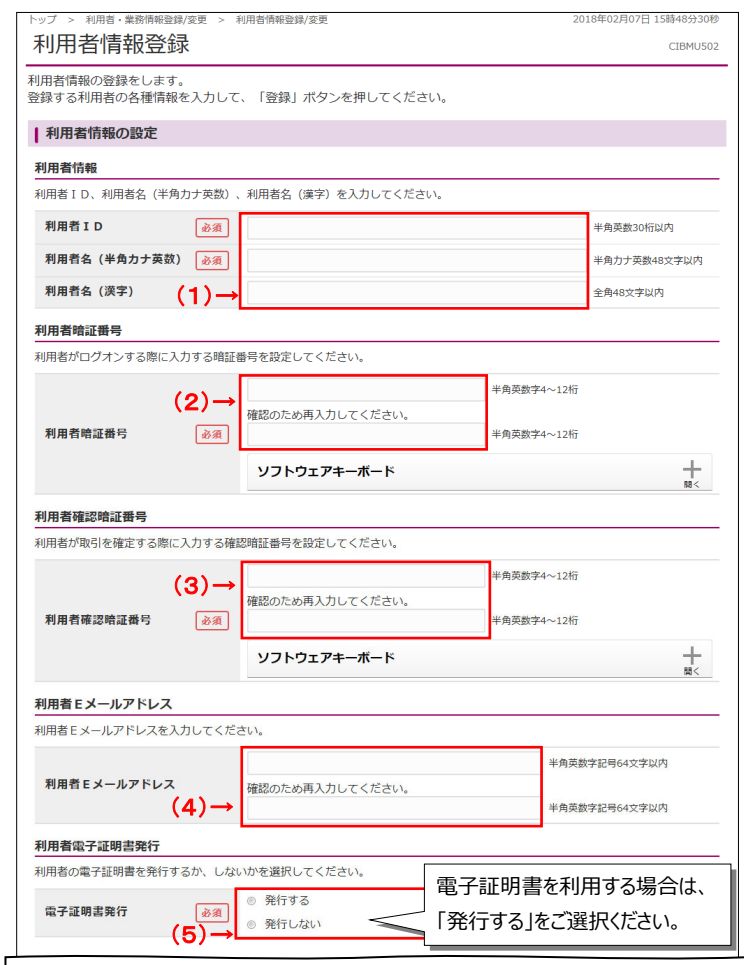 トップ　>　利用者・業務情報登録/変更　>　利用者情報登録/変更
2018年02月07日 15時48分30秒
利用者情報登録
CIBMU502
利用者情報の登録をします。
登録する利用者の各種情報を入力して、「登録」ボタンを押してください。
利用者情報の設定
利用者情報
利用者ＩＤ、利用者名（半角カナ英数）、利用者名（漢字）を入力してください。
利用者ＩＤ 必須 半角英数30桁以内
利用者名（半角カナ英数） 必須 半角カナ英数48文字以内
利用者名（漢字） （1）→ 全角48文字以内
利用者暗証番号
利用者がログオンする際に入力する暗証番号を設定してください。
（2）→ 半角英数字4～12桁
確認のため再入力してください。
利用者暗証番号 必須 半角英数字4～12桁
ソフトウェアキーボード
開く
利用者確認暗証番号
利用者が取引を確定する際に入力する確認暗証番号を設定してください。
（3）→ 半角英数字4～12桁
確認のため再入力してください。
利用者確認暗証番号 必須 半角英数字4～12桁
ソフトウェアキーボード
開く
利用者Ｅメールアドレス
利用者Ｅメールアドレスを入力してください。
半角英数字記号64文字以内
利用者Ｅメールアドレス 確認のため再入力してください。
（4）→ 半角英数字記号64文字以内
利用者電子証明書発行
利用者の電子証明書を発行するか、しないかを選択してください。
電子証明書発行 必須
発行する
発行しない
（5）→
電子証明書を利用する場合は、
「発行する」をご選択ください。